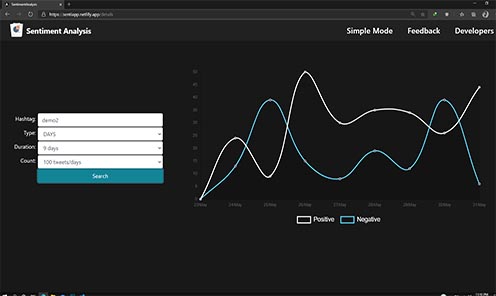 SentimentAnalysis
https://sentiapp.netlify.app/details
Sentiment Analysis
Simple Mode
Feedback
Developers
Hashtag: demo2
Type: DAYS
Duration: 9 days
Count: 100 tweets/days
Search
50
45
40
35
30
25
20
15
10
5
0
23May 24May 25May 26May 27May 28May 29May 30May 31May
Positive Negative